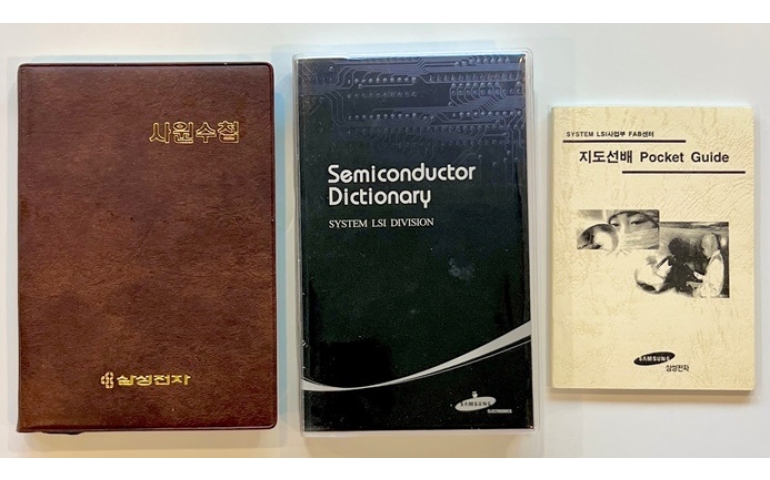 사원수첩
삼성전자
Semiconductor
Dictionary
SYSTEM LSI DIVISION
SAMSUNG
ELECTRONICS
SYSTEM LSI사업부 FAB센터
지도선배 Pocket Guide
SAMSUNG
삼성전자